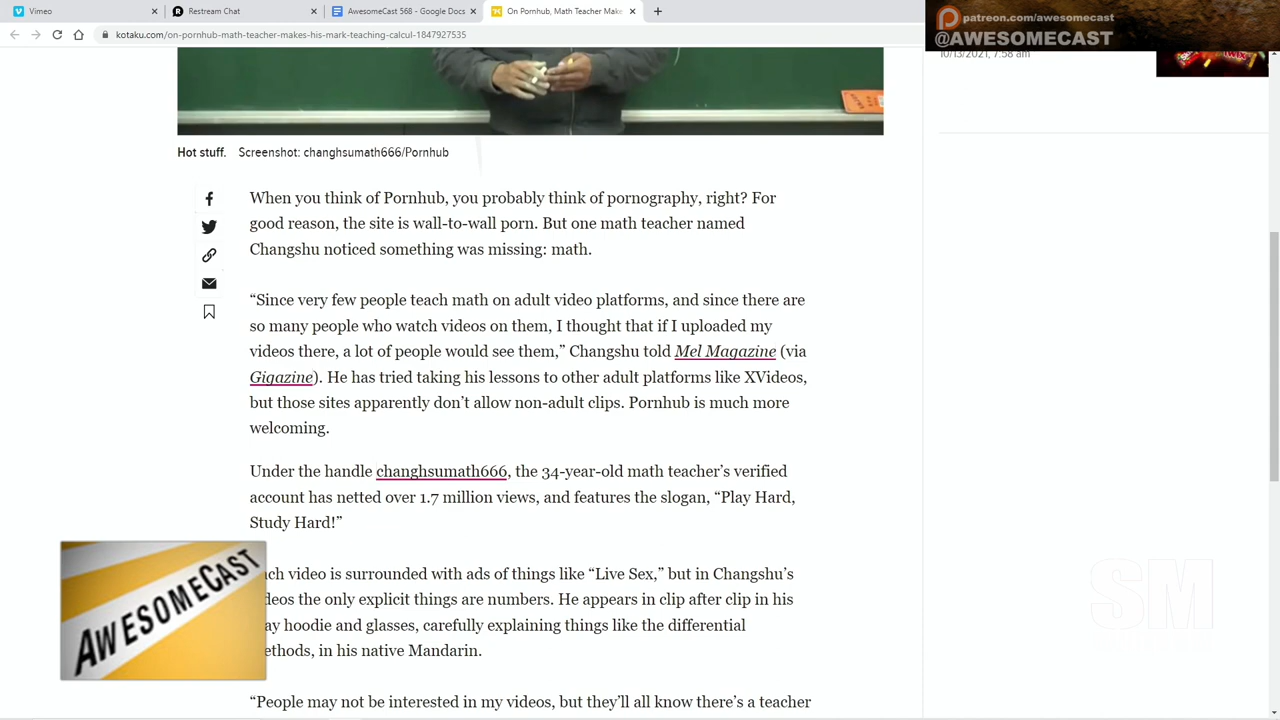 Vimeo
Restream Chat
AwesomeCast 568 - Google Docs
On Pornhub, Math Teacher Make
kotaku.com/on-pornhub-math-teacher-makes-his-mark-teaching-calcul-1847927535
patreon.com/awesomecast
@AWESOMECAST
10/13/2021, 7:58 am
TWIX
Hot stuff. Screenshot: changhsumath666/Pornhub
When you think of Pornhub, you probably think of pornography, right? For
good reason, the site is wall-to-wall porn. But one math teacher named
Changshu noticed something was missing: math.
“Since very few people teach math on adult video platforms, and since there are
so many people who watch videos on them, I thought that if I uploaded my
videos there, a lot of people would see them,” Changshu told Mel Magazine (via
Gigazine). He has tried taking his lessons to other adult platforms like XVideos,
but those sites apparently don’t allow non-adult clips. Pornhub is much more
welcoming.
Under the handle changhsumath666, the 34-year-old math teacher’s verified
account has netted over 1.7 million views, and features the slogan, “Play Hard,
Study Hard!”
ch video is surrounded with ads of things like “Live Sex,” but in Changshu’s
deos the only explicit things are numbers. He appears in clip after clip in his
ay hoodie and glasses, carefully explaining things like the differential
ethods, in his native Mandarin.
“People may not be interested in my videos, but they’ll all know there’s a teacher
AWESOMECAST
SM